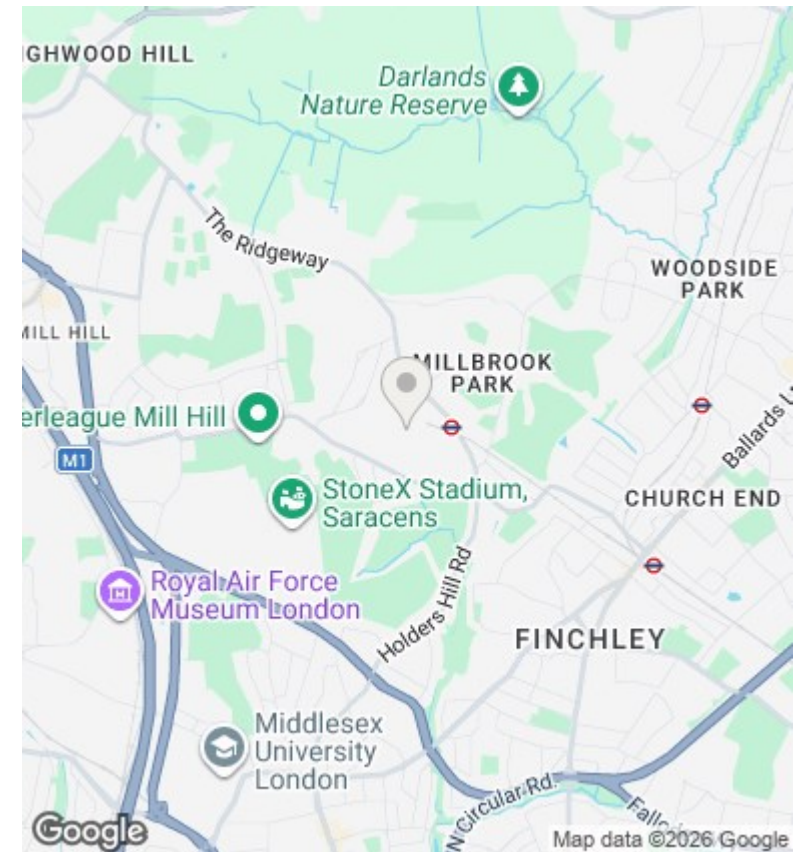 IGHWOOD HILL
Darlands
Nature Reserve
The Ridgeway
WOODSIDE
PARK
MILL HILL
MILLBROOK
PARK
erleague Mill Hill
Ballards L
M1
StoneX Stadium,
Saracens
CHURCH END
Royal Air Force
Museum London
Holders Hill Rd
FINCHLEY
Middlesex
University
London
N Circular Rd.
Google
Map data ©2026 Google